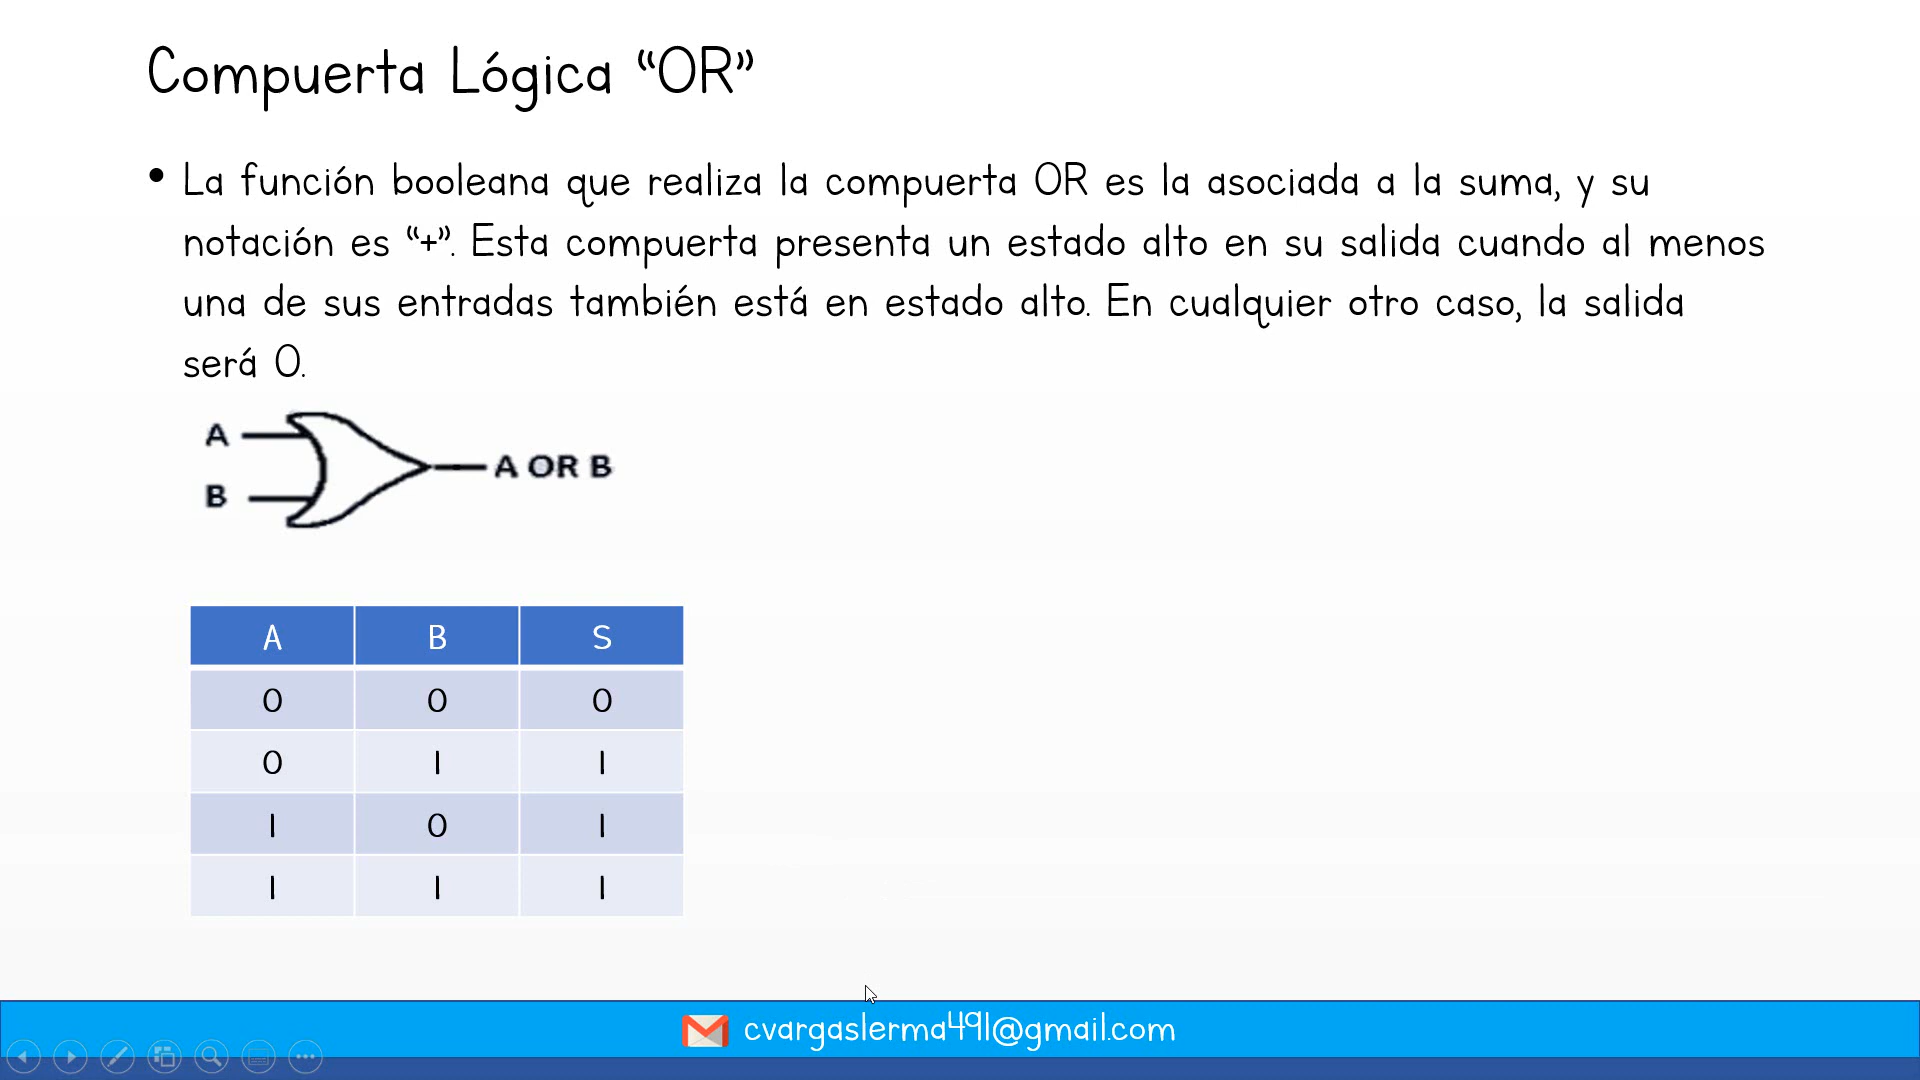 Compuerta Lógica “OR”
• La función booleana que realiza la compuerta OR es la asociada a la suma, y su
notación es “+”. Esta compuerta presenta un estado alto en su salida cuando al menos
una de sus entradas también está en estado alto. En cualquier otro caso, la salida
será 0.
A
A OR B
B
A B S
0 0 0
0 1 1
1 0 1
1 1 1
cvargaslerma491@gmail.com